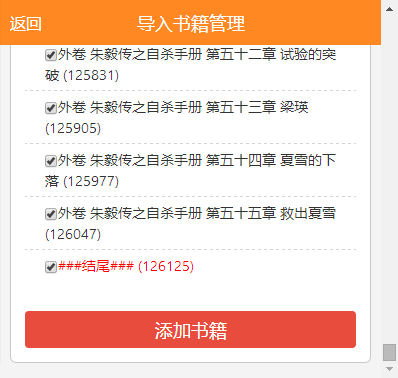 返回 导入书籍管理
外卷 朱毅传之自杀手册 第五十二章 试验的突
破 (125831)
外卷 朱毅传之自杀手册 第五十三章 梁瑛
(125905)
外卷 朱毅传之自杀手册 第五十四章 夏雪的下
落 (125977)
外卷 朱毅传之自杀手册 第五十五章 救出夏雪
(126047)
###结尾### (126125)
添加书籍